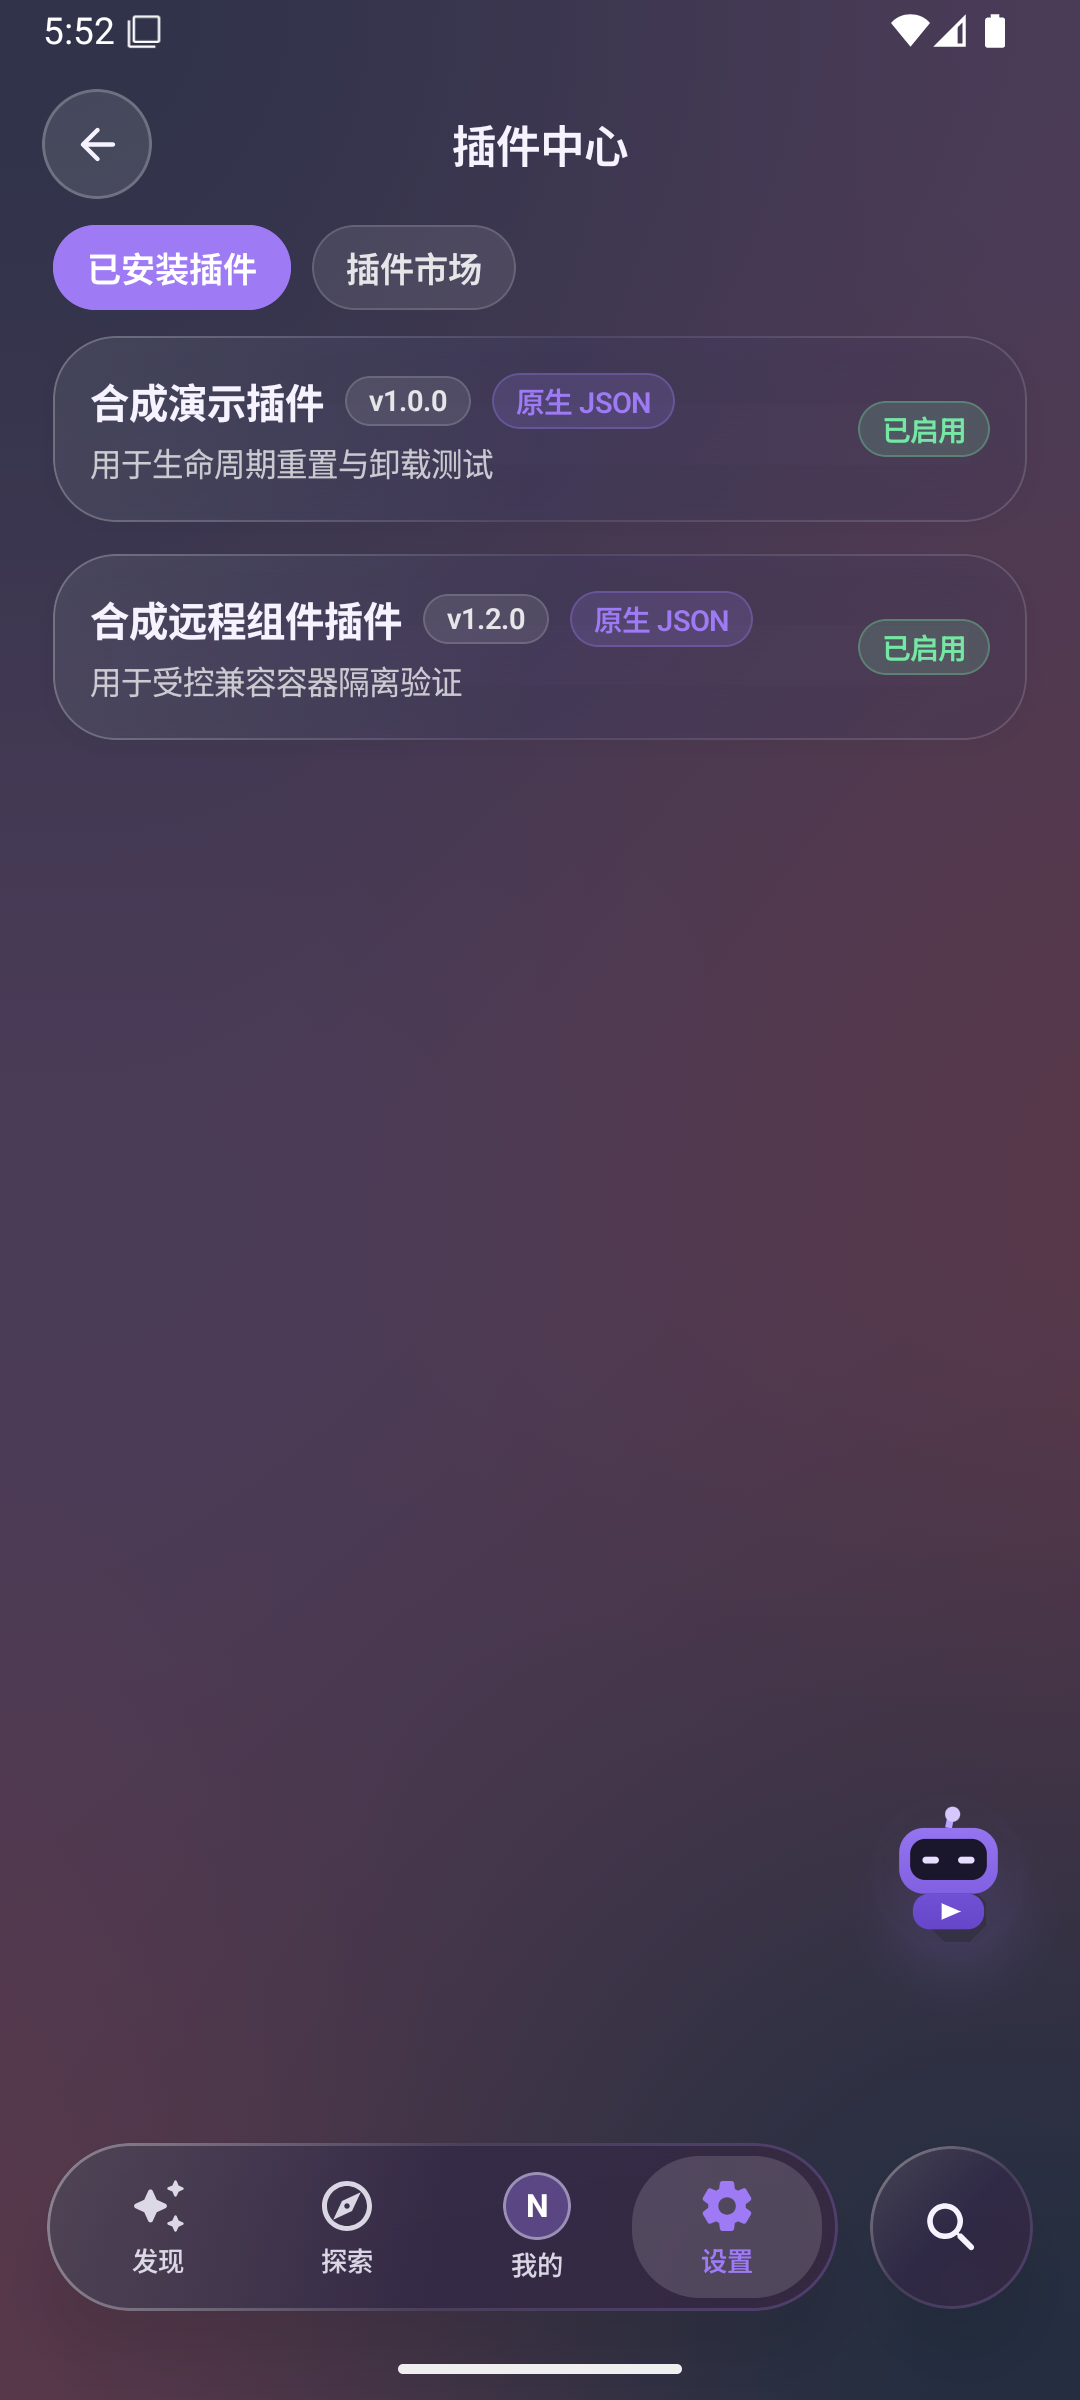 5:52
插件中心
已安装插件 插件市场
合成演示插件 v1.0.0 原生 JSON
用于生命周期重置与卸载测试
已启用
合成远程组件插件 v1.2.0 原生 JSON
用于受控兼容容器隔离验证
已启用
N
发现 探索 我的 设置